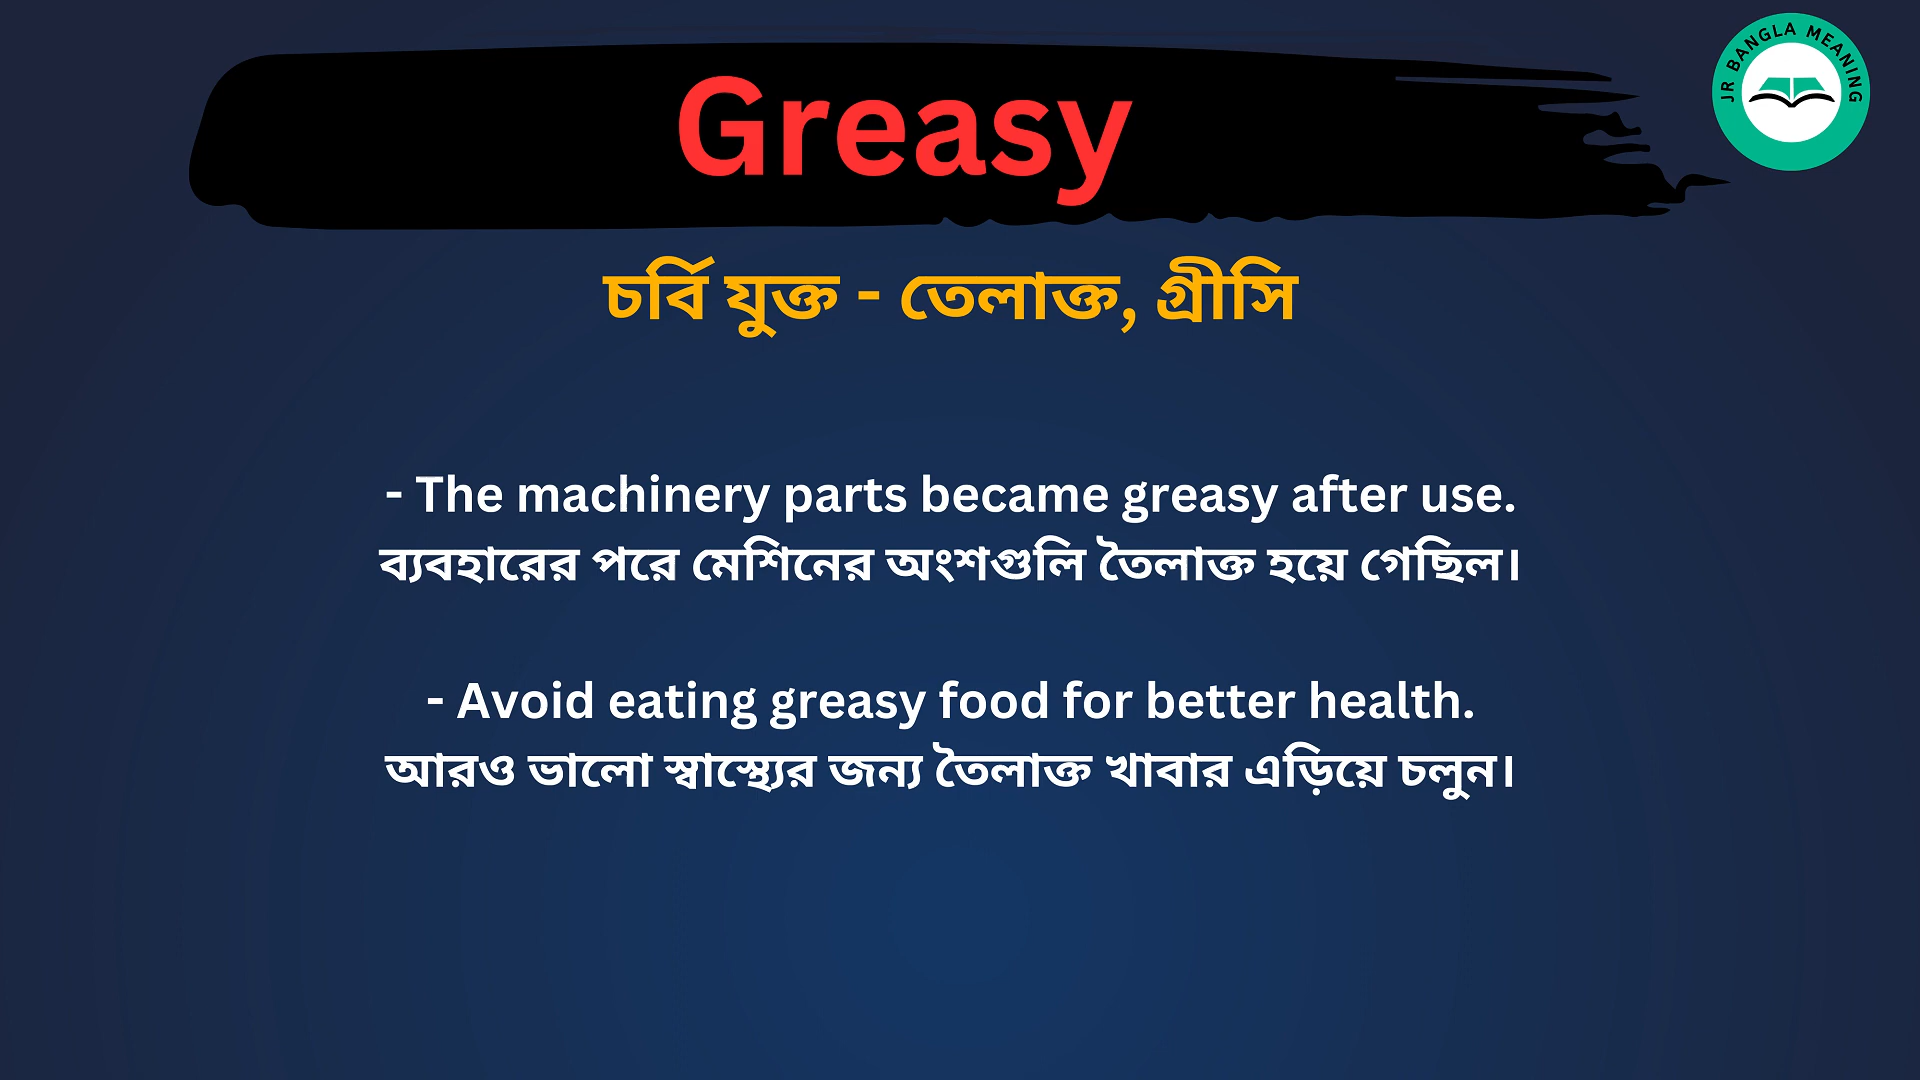 JR BANGLA MEANING
Greasy
চর্বি যুক্ত - তেলাক্ত, গ্রীসি
- The machinery parts became greasy after use.
ব্যবহারের পরে মেশিনের অংশগুলি তৈলাক্ত হয়ে গেছিল।
- Avoid eating greasy food for better health.
আরও ভালো স্বাস্থ্যের জন্য তৈলাক্ত খাবার এড়িয়ে চলুন।